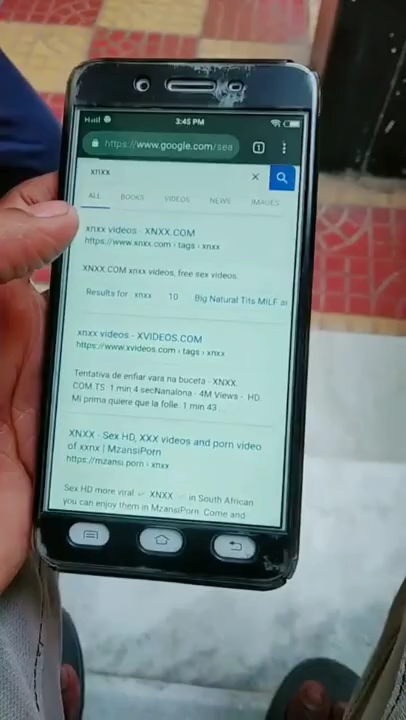 3:45 PM
https://www.google.com/sea
1
xnxx
ALL BOOKS VIDEOS NEWS IMAGES
xnxx videos - XNXX.COM
https://www.xnxx.com › tags › xnxx
XNXX.COM xnxx videos, free sex videos.
Results for xnxx 10 Big Natural Tits MILF
xnxx videos - XVIDEOS.COM
https://www.xvideos.com › tags › xnxx
Tentativa de enfiar vara na buceta - XNXX.
COM.TS. 1 min 4 secNanalona - 4M Views - HD.
Mi prima quiere que la folle. 1 min 43 ...
XNXX - Sex HD, XXX videos and porn video
of xxnx | MzansiPorn
https://mzansi.porn › xnxx
Sex HD more viral ✅ XNXX ✅ in South African
you can enjoy them in MzansiPorn. Come and